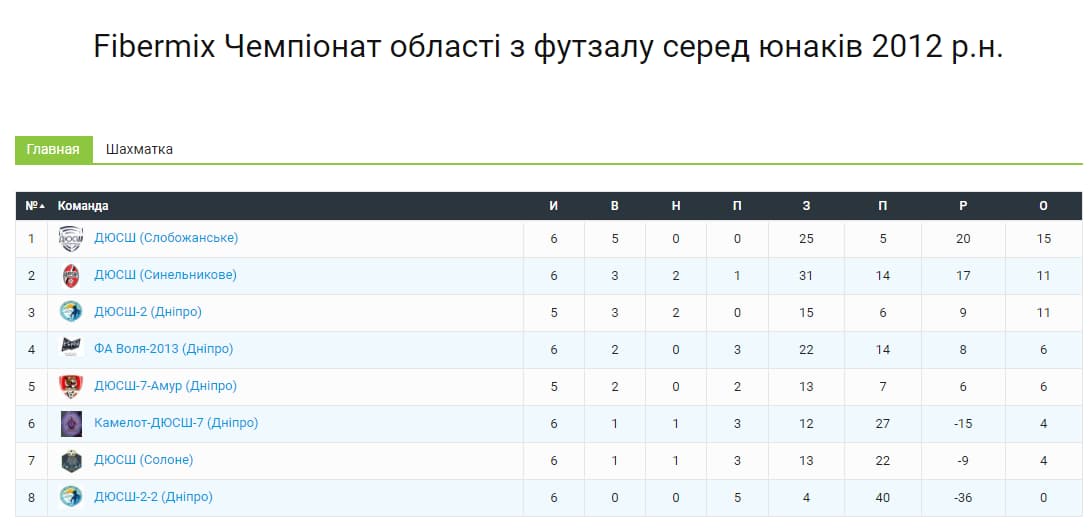 Fibermix Чемпіонат області з футзалу серед юнаків 2012 р.н.
Главная Шахматка
№ Команда И В Н П З П Р О
1 ДЮСШ (Слобожанське) 6 5 0 0 25 5 20 15
2 ДЮСШ (Синельникове) 6 3 2 1 31 14 17 11
3 ДЮСШ-2 (Дніпро) 5 3 2 0 15 6 9 11
4 ФА Воля-2013 (Дніпро) 6 2 0 3 22 14 8 6
5 ДЮСШ-7-Амур (Дніпро) 5 2 0 2 13 7 6 6
6 Камелот-ДЮСШ-7 (Дніпро) 6 1 1 3 12 27 -15 4
7 ДЮСШ (Солоне) 6 1 1 3 13 22 -9 4
8 ДЮСШ-2-2 (Дніпро) 6 0 0 5 4 40 -36 0